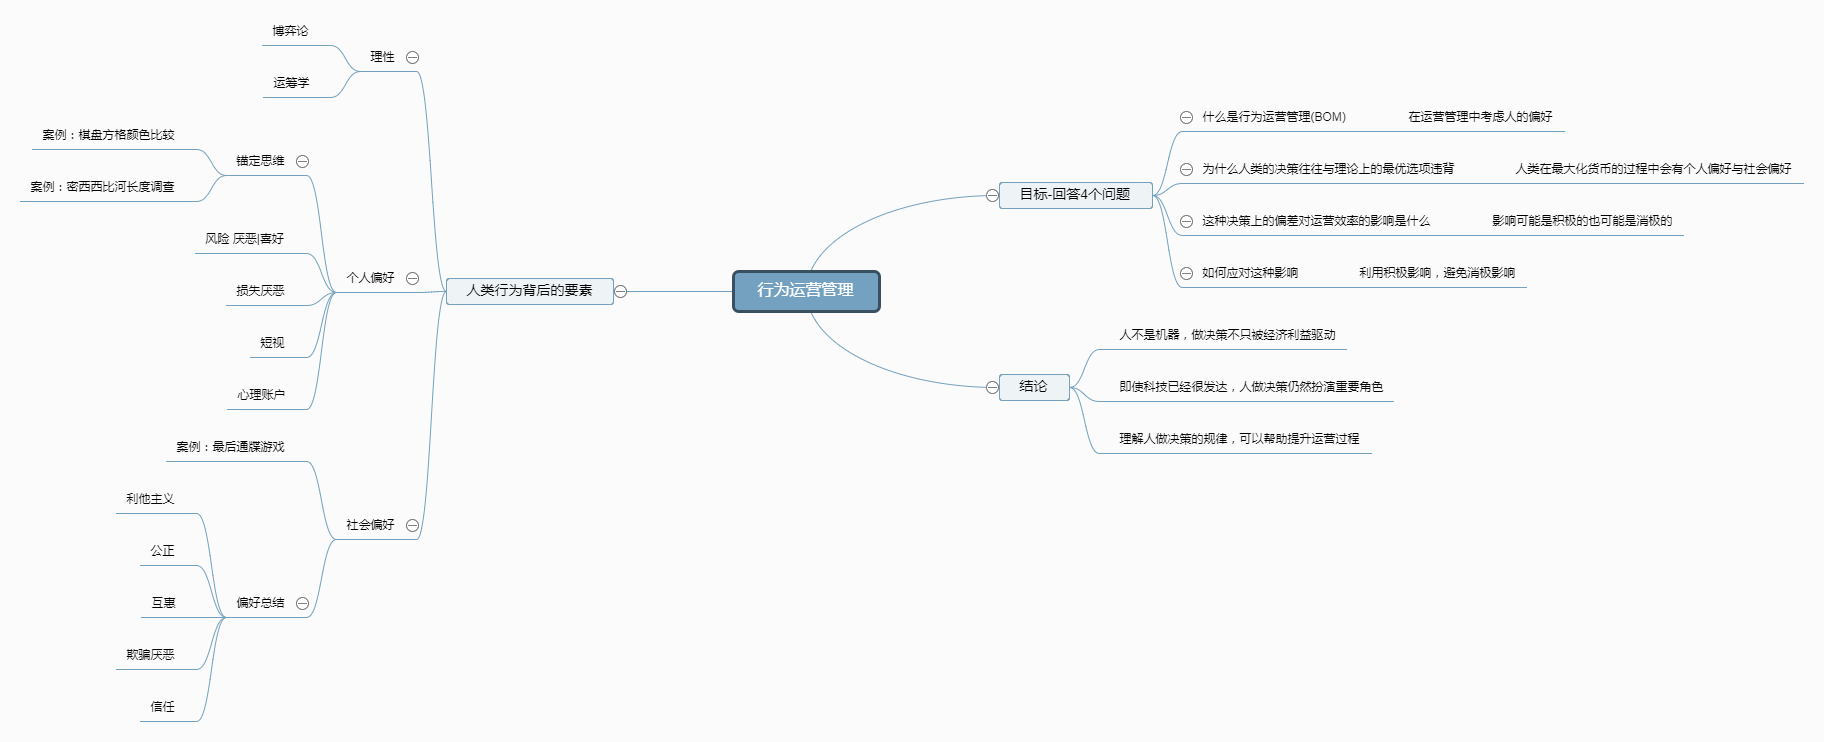 行为运营管理
目标-回答4个问题
什么是行为运营管理(BOM)
在运营管理中考虑人的偏好
为什么人类的决策往往与理论上的最优选项违背
人类在最大化货币的过程中会有个人偏好与社会偏好
这种决策上的偏差对运营效率的影响是什么
影响可能是积极的也可能是消极的
如何应对这种影响
利用积极影响，避免消极影响
结论
人不是机器，做决策不只被经济利益驱动
即使科技已经很发达，人做决策仍然扮演重要角色
理解人做决策的规律，可以帮助提升运营过程
人类行为背后的要素
理性
博弈论
运筹学
个人偏好
锚定思维
案例：棋盘方格颜色比较
案例：密西西比河长度调查
风险 厌恶|喜好
损失厌恶
短视
心理账户
社会偏好
案例：最后通牒游戏
偏好总结
利他主义
公正
互惠
欺骗厌恶
信任